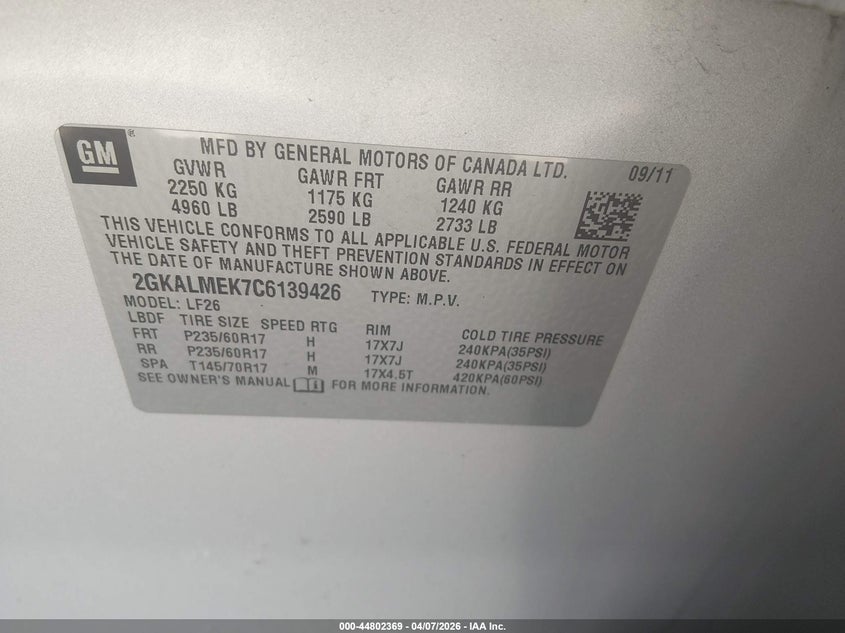 GM ®
MFD BY GENERAL MOTORS OF CANADA LTD. 09/11
GVWR GAWR FRT GAWR RR
2250 KG 1175 KG 1240 KG
4960 LB 2590 LB 2733 LB
THIS VEHICLE CONFORMS TO ALL APPLICABLE U.S. FEDERAL MOTOR
VEHICLE SAFETY AND THEFT PREVENTION STANDARDS IN EFFECT ON
THE DATE OF MANUFACTURE SHOWN ABOVE.
2GKALMEK7C6139426 TYPE: M.P.V.
MODEL: LF26
LBDF TIRE SIZE SPEED RTG RIM COLD TIRE PRESSURE
FRT P235/60R17 H 17X7J 240KPA(35PSI)
RR P235/60R17 H 17X7J 240KPA(35PSI)
SPA T145/70R17 M 17X4.5T 420KPA(60PSI)
SEE OWNER'S MANUAL FOR MORE INFORMATION.
000-44802369 | 04/07/2026 - IAA Inc.